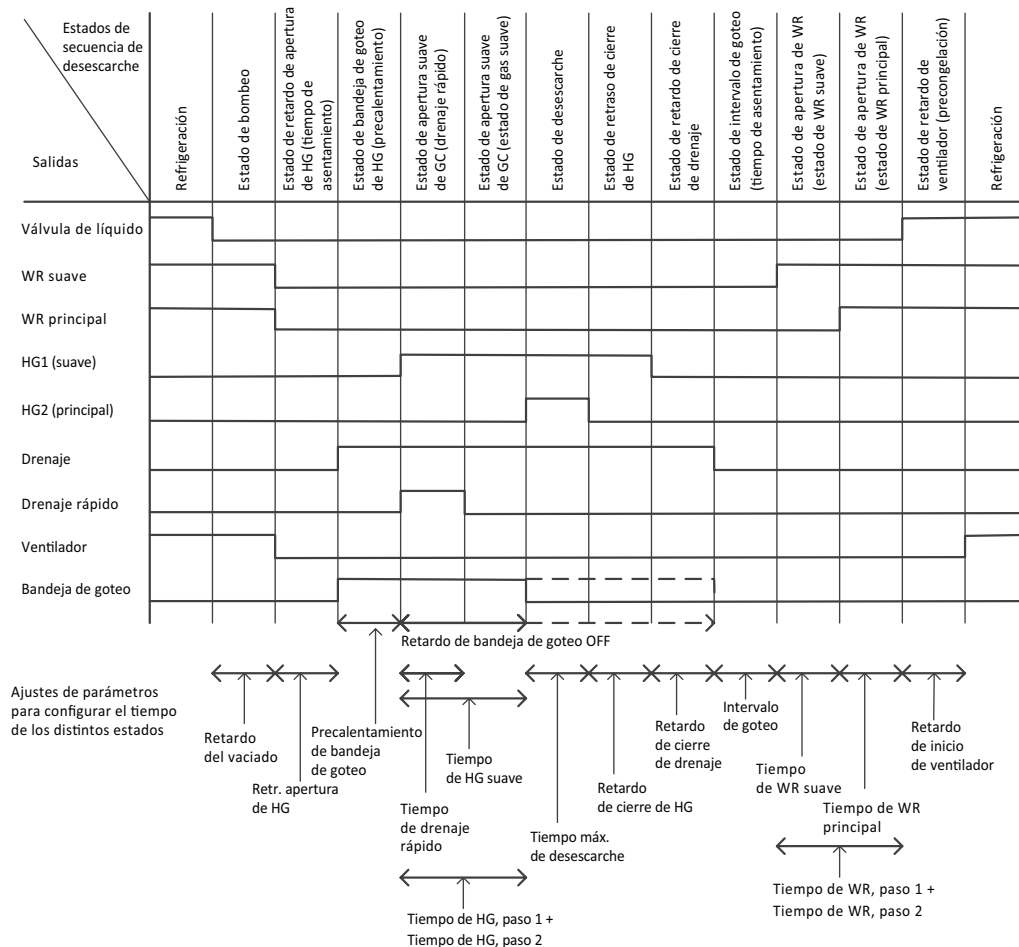 Estados de
secuencia de
desescarche
Salidas
Refrigeración
Estado de bombeo
Estado de retardo de apertura
de HG (tiempo de
asentamiento)
Estado de bandeja de goteo
de HG (precalentamiento)
Estado de apertura suave
de GC (drenaje rápido)
Estado de apertura suave
de GC (estado de gas suave)
Estado de desescarche
Estado de retraso de cierre
de HG
Estado de retardo de cierre
de drenaje
Estado de intervalo de goteo
(tiempo de asentamiento)
Estado de apertura de WR
(estado de WR suave)
Estado de apertura de WR
(estado de WR principal)
Estado de retardo de
ventilador (precongelación)
Refrigeración
Válvula de líquido
WR suave
WR principal
HG1 (suave)
HG2 (principal)
Drenaje
Drenaje rápido
Ventilador
Bandeja de goteo
Retardo de bandeja de goteo OFF
Ajustes de parámetros
para configurar el tiempo
de los distintos estados
Retardo
del vaciado
Retr. apertura
de HG
Precalentamiento
de bandeja
de goteo
Tiempo
de drenaje
rápido
Tiempo
de HG suave
Tiempo de HG, paso 1 +
Tiempo de HG, paso 2
Tiempo máx.
de desescarche
Retardo
de cierre de HG
Retardo
de cierre
de drenaje
Intervalo
de goteo
Tiempo
de WR suave
Tiempo de WR
principal
Tiempo de WR, paso 1 +
Tiempo de WR, paso 2
Retardo
de inicio
de ventilador